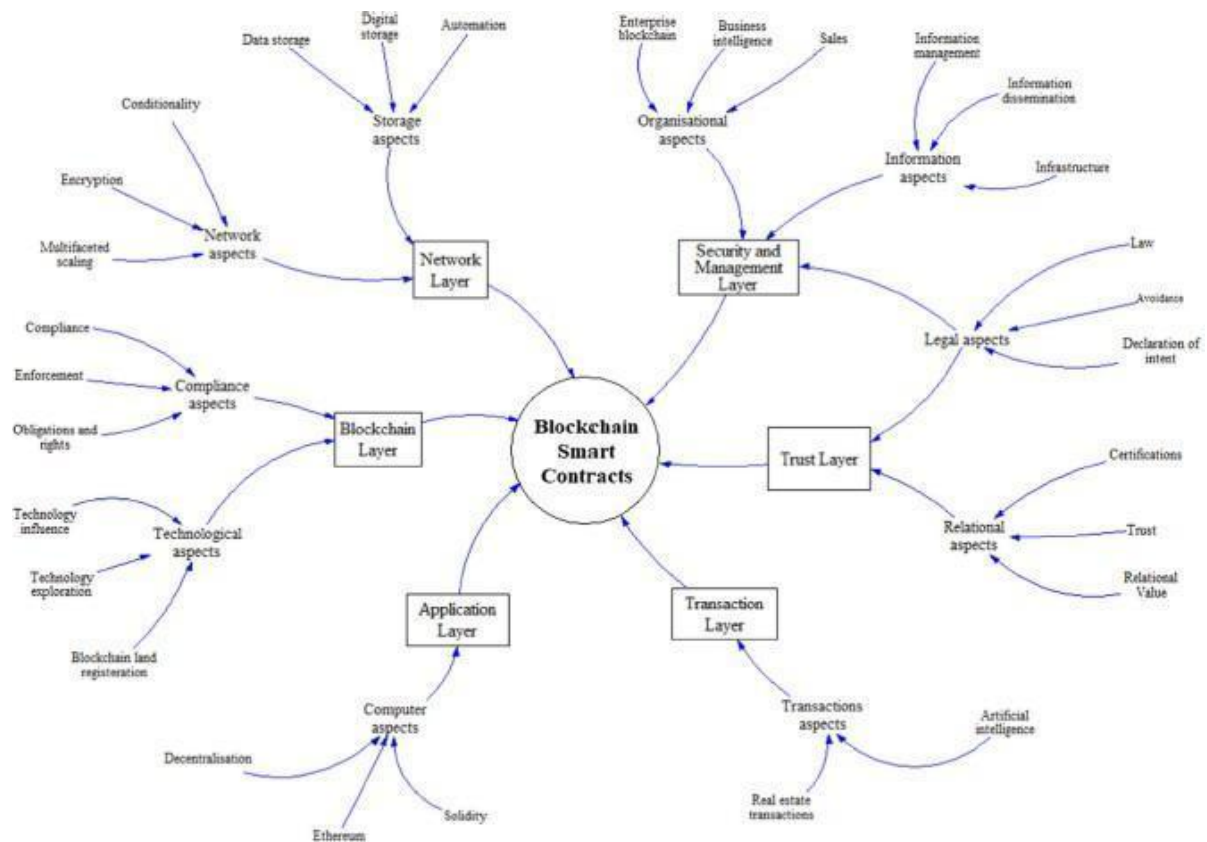 Data storage
Digital
storage
Automation
Enterprise
blockchain
Business
intelligence
Sales
Information
management
Information
dissemination
Conditionality
Storage
aspects
Organisational
aspects
Information
aspects
Infrastructure
Encryption
Multifaceted
scaling
Network
aspects
Network
Layer
Security and
Management
Layer
Law
Avoidance
Legal aspects
Declaration of
intent
Compliance
Enforcement
Compliance
aspects
Obligations and
rights
Blockchain
Layer
Blockchain
Smart
Contracts
Trust Layer
Certifications
Relational
aspects
Trust
Relational
Value
Technology
influence
Technological
aspects
Technology
exploration
Blockchain land
registeration
Application
Layer
Transaction
Layer
Computer
aspects
Transactions
aspects
Artificial
intelligence
Decentralisation
Ethereum
Solidity
Real estate
transactions